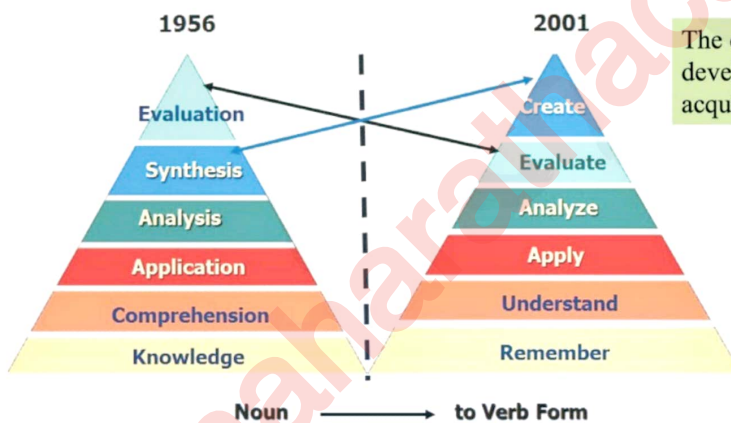 1956
2001
The
deve
acqu
Evaluation
Synthesis
Analysis
Application
Comprehension
Knowledge
Create
Evaluate
Analyze
Apply
Understand
Remember
Noun to Verb Form